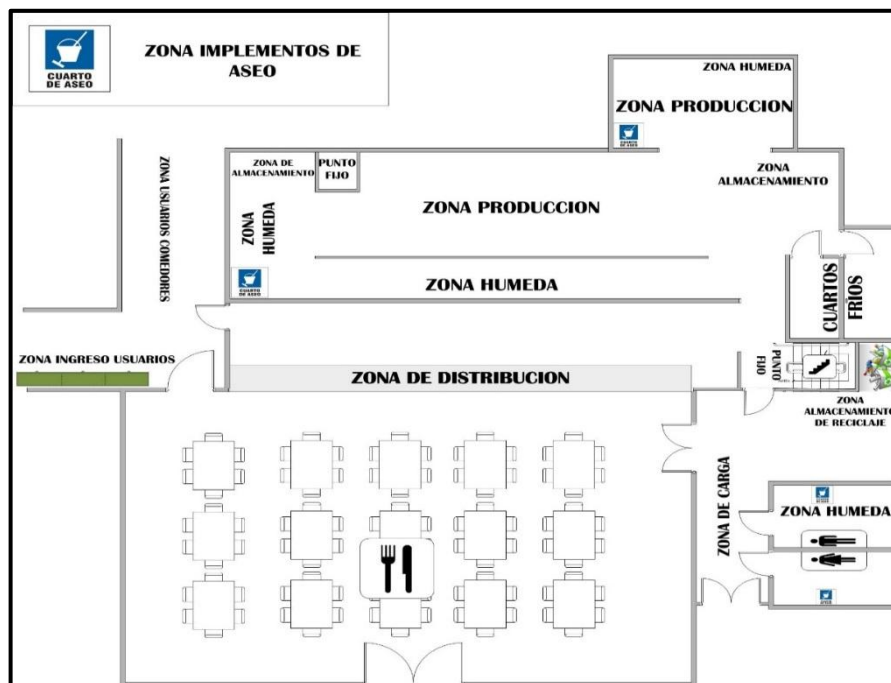 CUARTO
DE ASEO
ZONA IMPLEMENTOS DE
ASEO
ZONA HUMEDA
ZONA PRODUCCION
ZONA USUARIOS COMEDORES
ZONA DE
ALMACENAMIENTO
PUNTO
FIJO
ZONA
ALMACENAMIENTO
ZONA PRODUCCION
ZONA
HUMEDA
ZONA HUMEDA
CUARTOS
FRÍOS
CUARTO
DE ASEO
ZONA INGRESO USUARIOS
ZONA DE DISTRIBUCION
PUNTO
FIJO
ZONA
ALMACENAMIENTO
DE RECICLAJE
ZONA DE CARGA
ZONA HUMEDA